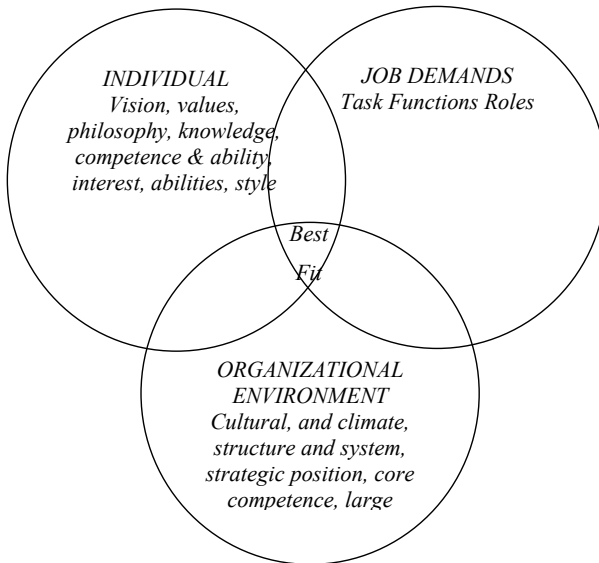 INDIVIDUAL
Vision, values,
philosophy, knowledge,
competence & ability,
interest, abilities, style
JOB DEMANDS
Task Functions Roles
Best
Fit
ORGANIZATIONAL
ENVIRONMENT
Cultural, and climate,
structure and system,
strategic position, core
competence, large